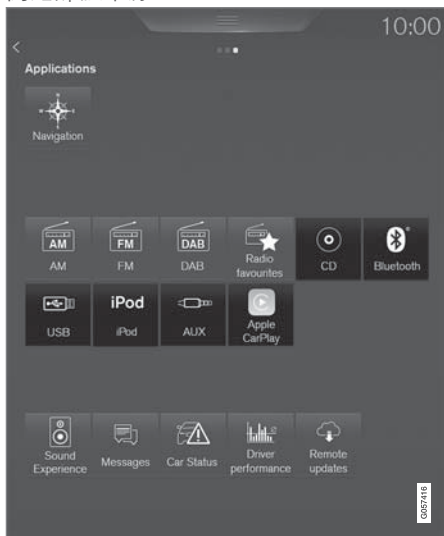 10:00
Applications
Navigation
AM
FM
DAB
AM
FM
DAB
Radio
favourites
CD
Bluetooth
iPod
USB
iPod
AUX
Apple
CarPlay
Sound
Experience
Messages
Car Status
Driver
performance
Remote
updates
G057416